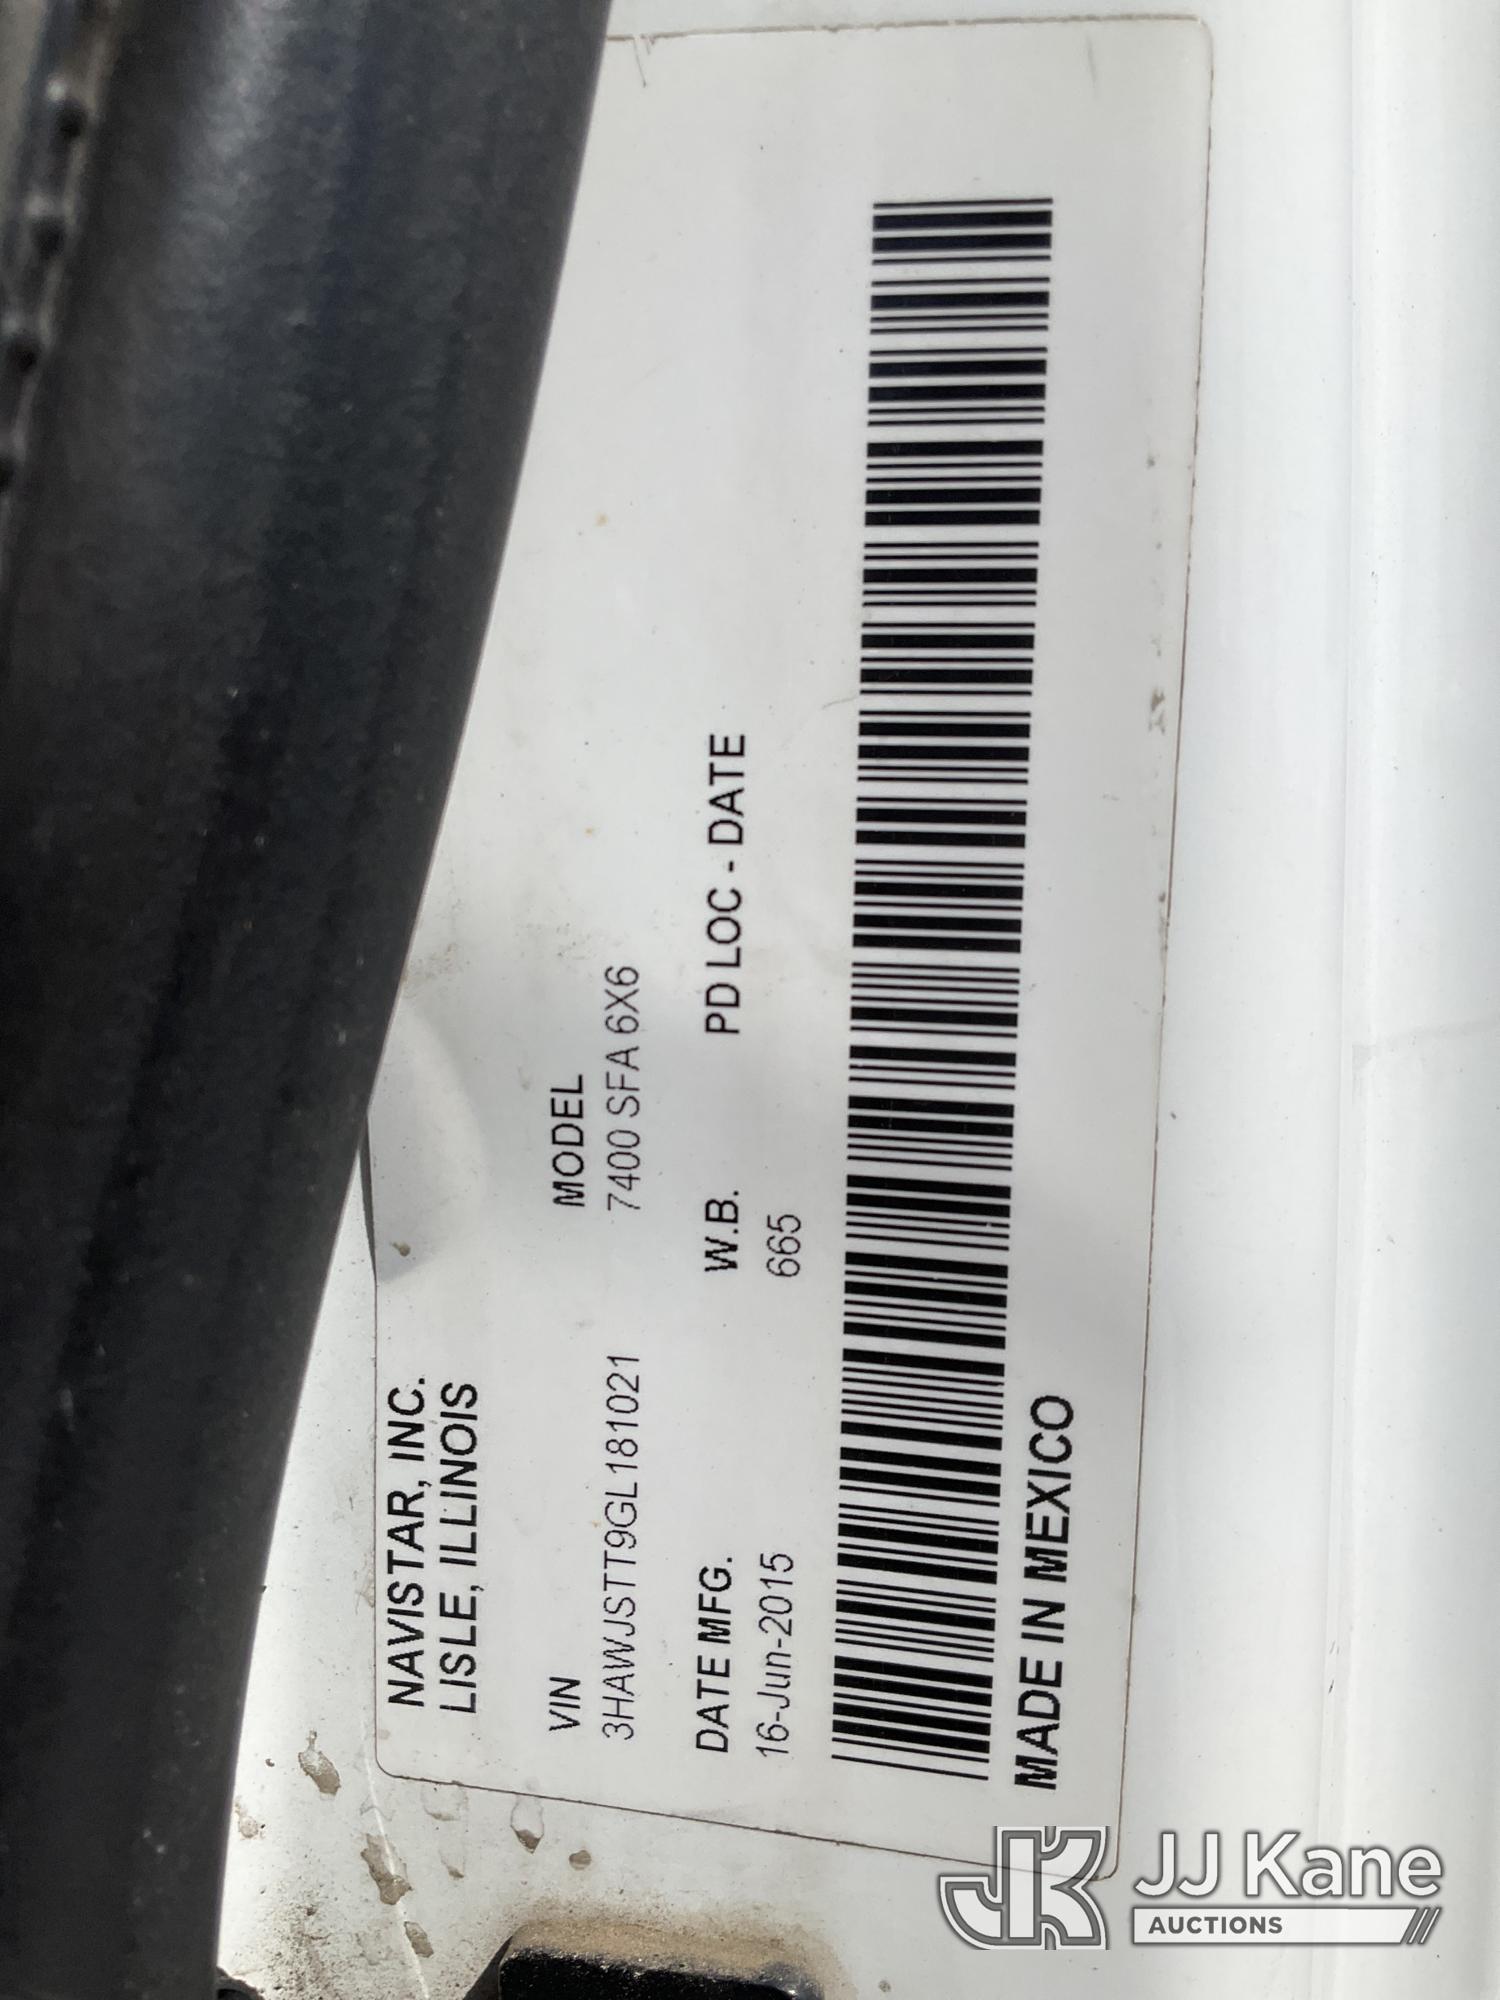 NAVISTAR, INC.
LISLE, ILLINOIS
VIN
MODEL
3HAWJSTT9GL181021
7400 SFA 6X6
DATE MFG.
W.B.
PD LOC - DATE
16-Jun-2015
665
MADE IN MEXICO
JK
JJ Kane
AUCTIONS